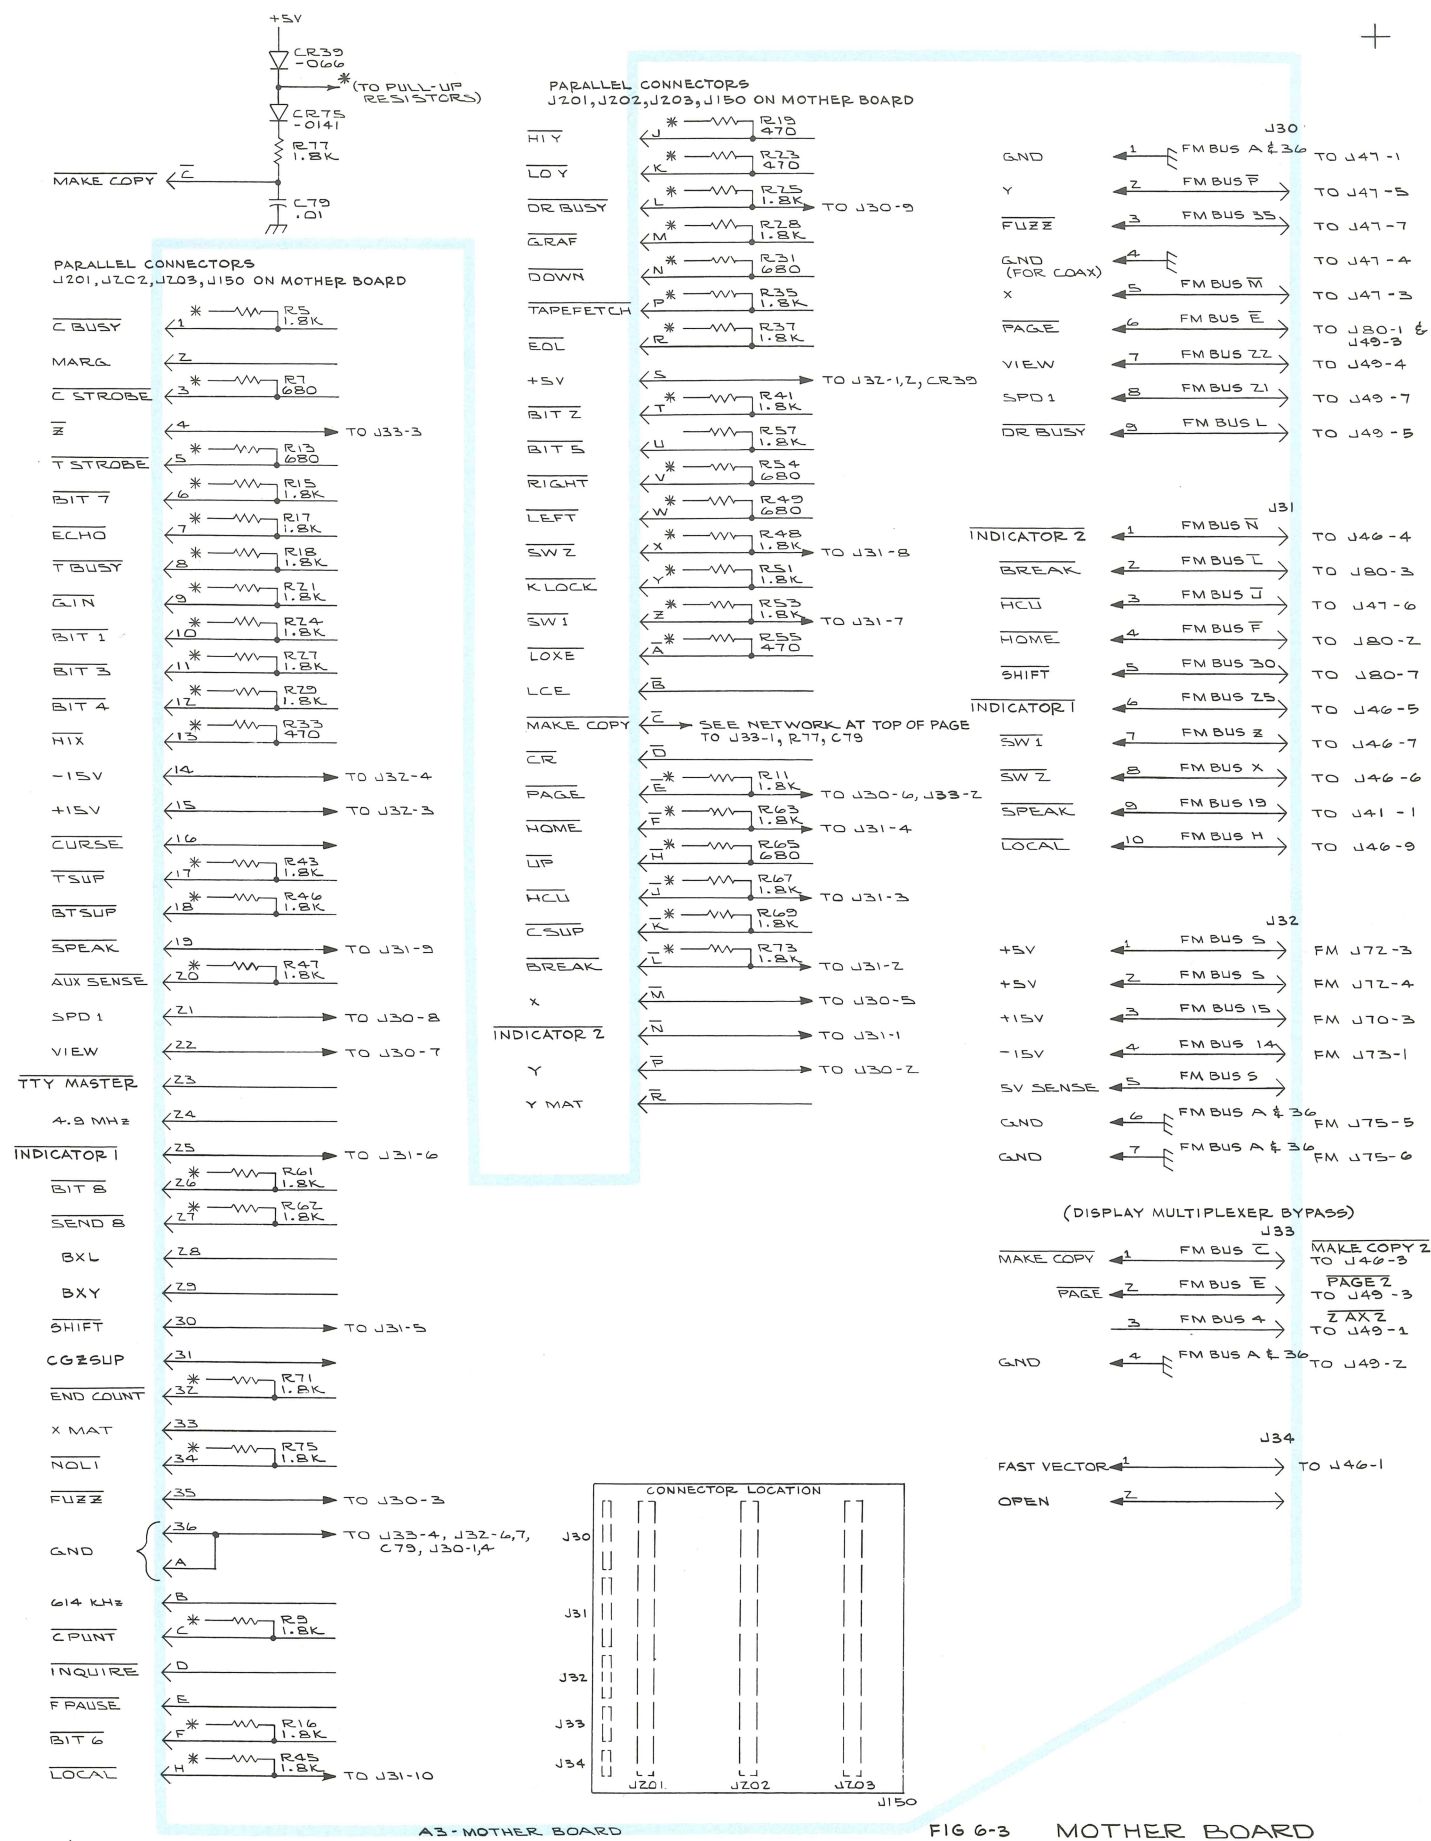 +5V
CR39
-066
*(TO PULL-UP
RESISTORS)
CR75
-0141
R77
1.8K
MAKE COPY C
C79
.01
PARALLEL CONNECTORS
J201, J202, J203, J150 ON MOTHER BOARD
C BUSY 1 * R5 1.8K
MARG 2
C STROBE 3 * R7 680
Z 4 TO J33-3
T STROBE 5 * R13 680
BIT 7 6 * R15 1.8K
ECHO 7 * R17 1.8K
T BUSY 8 * R18 1.8K
GIN 9 * R21 1.8K
BIT 1 10 * R24 1.8K
BIT 3 11 * R27 1.8K
BIT 4 12 * R29 1.8K
HIX 13 * R33 470
-15V 14 TO J32-4
+15V 15 TO J32-3
CURSE 16
TSUP 17 * R43 1.8K
BTSUP 18 * R46 1.8K
SPEAK 19 TO J31-9
AUX SENSE 20 * R47 1.8K
SPD 1 21 TO J30-8
VIEW 22 TO J30-7
TTY MASTER 23
4.9 MHz 24
INDICATOR 1 25 TO J31-6
BIT 8 26 * R61 1.8K
SEND 8 27 * R62 1.8K
BXL 28
BXY 29
SHIFT 30 TO J31-5
CGZSUP 31
END COUNT 32 * R71 1.8K
X MAT 33
NOLI 34 * R75 1.8K
FUZZ 35 TO J30-3
GND 36 A TO J33-4, J32-6,7,
C79, J30-1,4
614 KHz B
CPUNT C * R9 1.8K
INQUIRE D
F PAUSE E
BIT 6 F * R16 1.8K
LOCAL H * R45 1.8K TO J31-10
PARALLEL CONNECTORS
J201, J202, J203, J150 ON MOTHER BOARD
HIY J * R19 470
LOY K * R23 470
DR BUSY L * R25 1.8K TO J30-9
GRAF M * R28 1.8K
DOWN N * R31 680
TAPEFETCH P * R35 1.8K
EOL R * R37 1.8K
+5V S TO J32-1,2, CR39
BIT 2 T * R41 1.8K
BIT 5 U R57 1.8K
RIGHT V * R54 680
LEFT W * R49 680
SW 2 X * R48 1.8K TO J31-8
KLOCK Y * R51 1.8K
SW 1 Z * R53 1.8K TO J31-7
LOXE A * R55 470
LCE B
MAKE COPY C SEE NETWORK AT TOP OF PAGE
TO J33-1, R77, C79
CR D
PAGE E * R11 1.8K TO J30-6, J33-2
HOME F * R63 1.8K TO J31-4
UP H * R65 680
HCU J * R67 1.8K TO J31-3
CSUP K * R69 1.8K
BREAK L * R73 1.8K TO J31-2
X M TO J30-5
INDICATOR 2 N TO J31-1
Y P TO J30-2
Y MAT R
J30
GND 1 FM BUS A & 36 TO J47-1
Y 2 FM BUS P TO J47-5
FUZZ 3 FM BUS 35 TO J47-7
GND 4 TO J47-4
(FOR COAX)
X 5 FM BUS M TO J47-3
PAGE 6 FM BUS E TO J80-1 &
J49-3
VIEW 7 FM BUS 22 TO J49-4
SPD 1 8 FM BUS 21 TO J49-7
DR BUSY 9 FM BUS L TO J49-5
J31
INDICATOR 2 1 FM BUS N TO J46-4
BREAK 2 FM BUS L TO J80-3
HCU 3 FM BUS J TO J47-6
HOME 4 FM BUS F TO J80-2
SHIFT 5 FM BUS 30 TO J80-7
INDICATOR 1 6 FM BUS 25 TO J46-5
SW 1 7 FM BUS Z TO J46-7
SW 2 8 FM BUS X TO J46-6
SPEAK 9 FM BUS 19 TO J41-1
LOCAL 10 FM BUS H TO J46-9
J32
+5V 1 FM BUS S FM J72-3
+5V 2 FM BUS S FM J72-4
+15V 3 FM BUS 15 FM J70-3
-15V 4 FM BUS 14 FM J73-1
5V SENSE 5 FM BUS S
GND 6 FM BUS A & 36 FM J75-5
GND 7 FM BUS A & 36 FM J75-6
(DISPLAY MULTIPLEXER BYPASS)
J33
MAKE COPY 1 FM BUS C MAKE COPY 2
TO J46-3
PAGE 2 FM BUS E PAGE 2
TO J49-3
3 FM BUS 4 Z AX 2
TO J49-1
GND 4 FM BUS A & 36 TO J49-2
J34
FAST VECTOR 1 TO J46-1
OPEN 2
CONNECTOR LOCATION
J30
J31
J32
J33
J34
J201 J202 J203
J150
A3-MOTHER BOARD
FIG 6-3 MOTHER BOARD